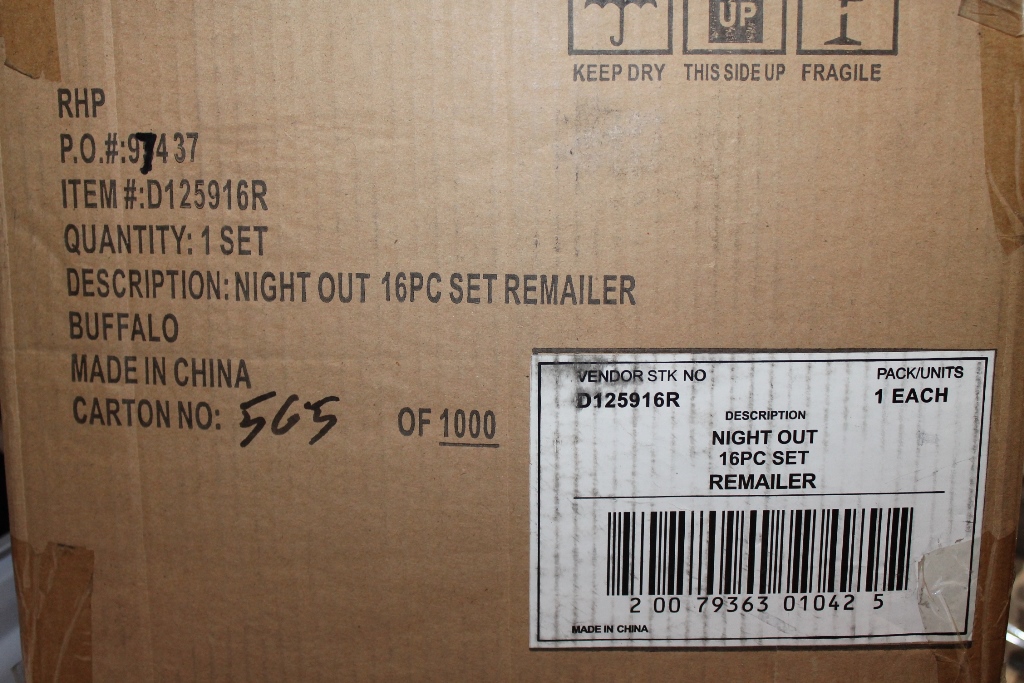 UP
KEEP DRY THIS SIDE UP FRAGILE
RHP
P.O.#:97437
ITEM #:D125916R
QUANTITY: 1 SET
DESCRIPTION: NIGHT OUT 16PC SET REMAILER
BUFFALO
MADE IN CHINA
CARTON NO: 565 OF 1000
VENDOR STK NO PACK/UNITS
D125916R 1 EACH
DESCRIPTION
NIGHT OUT
16PC SET
REMAILER
2 00 79363 01042 5
MADE IN CHINA